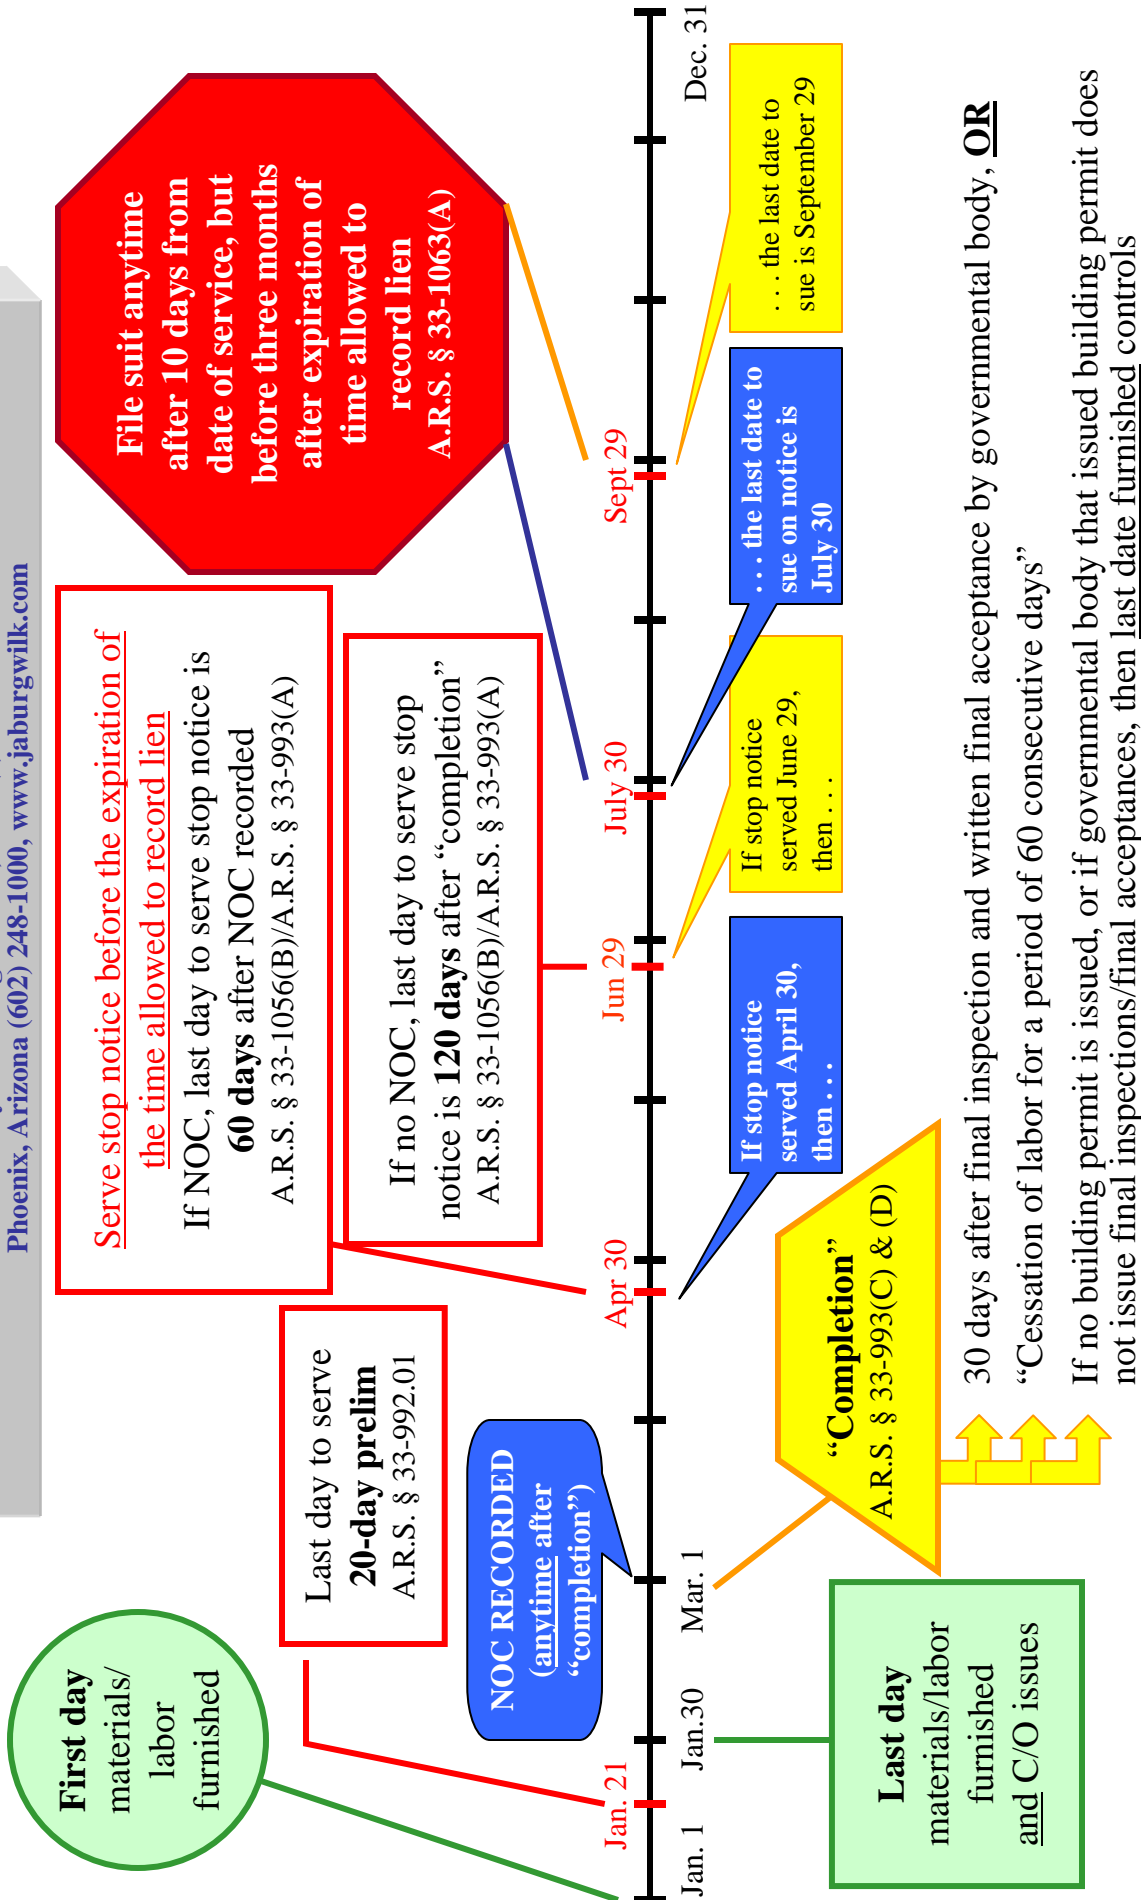 Phoenix, Arizona (602) 248-1000, www.jaburgwilk.com
First day
materials/
labor
furnished
Last day to serve
20-day prelim
A.R.S. § 33-992.01
NOC RECORDED
(anytime after
“completion”)
Serve stop notice before the expiration of
the time allowed to record lien
If NOC, last day to serve stop notice is
60 days after NOC recorded
A.R.S. § 33-1056(B)/A.R.S. § 33-993(A)
If no NOC, last day to serve stop
notice is 120 days after “completion”
A.R.S. § 33-1056(B)/A.R.S. § 33-993(A)
File suit anytime
after 10 days from
date of service, but
before three months
after expiration of
time allowed to
record lien
A.R.S. § 33-1063(A)
Jan. 21
Apr 30
Jun 29
July 30
Sept 29
Jan. 1
Jan.30
Mar. 1
Dec. 31
If stop notice
served April 30,
then . . . .
If stop notice
served June 29,
then . . . .
. . . the last date to
sue on notice is
July 30
. . . the last date to
sue is September 29
Last day
materials/labor
furnished
and C/O issues
“Completion”
A.R.S. § 33-993(C) & (D)
30 days after final inspection and written final acceptance by governmental body, OR
“Cessation of labor for a period of 60 consecutive days”
If no building permit is issued, or if governmental body that issued building permit does
not issue final inspections/final acceptances, then last date furnished controls